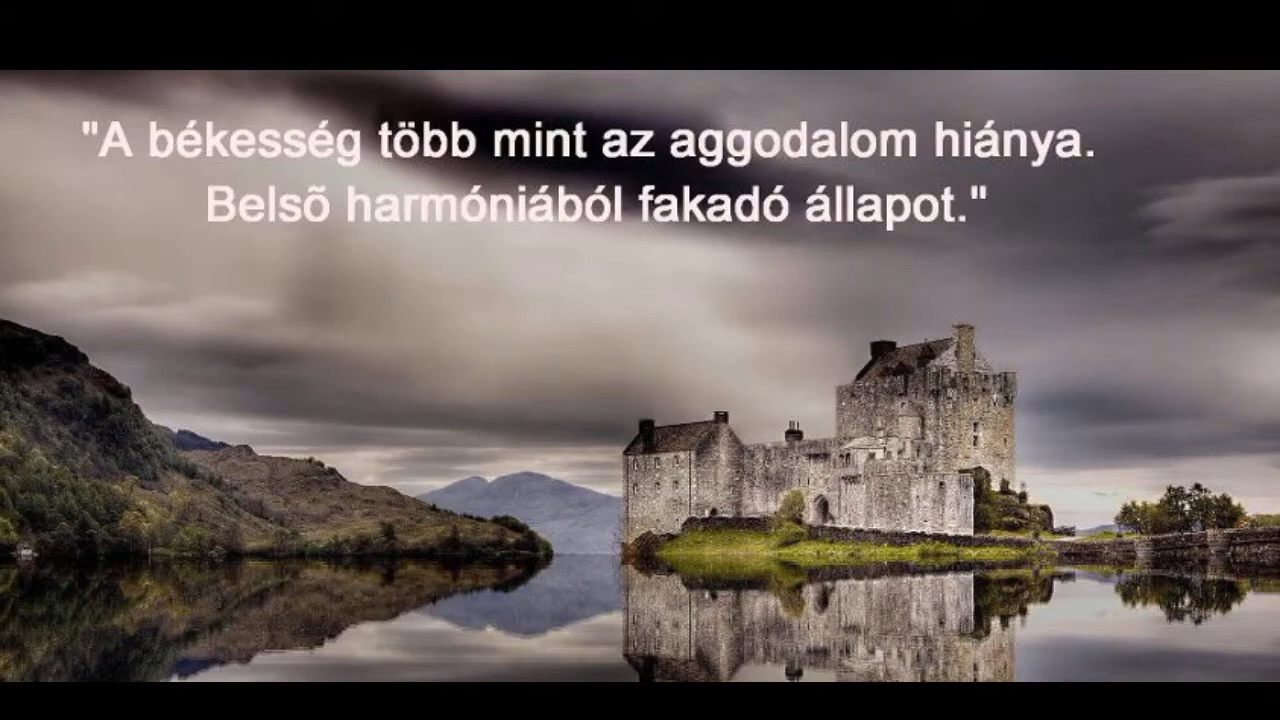 "A békesség több mint az aggodalom hiánya.
Belsõ harmóniából fakadó állapot."